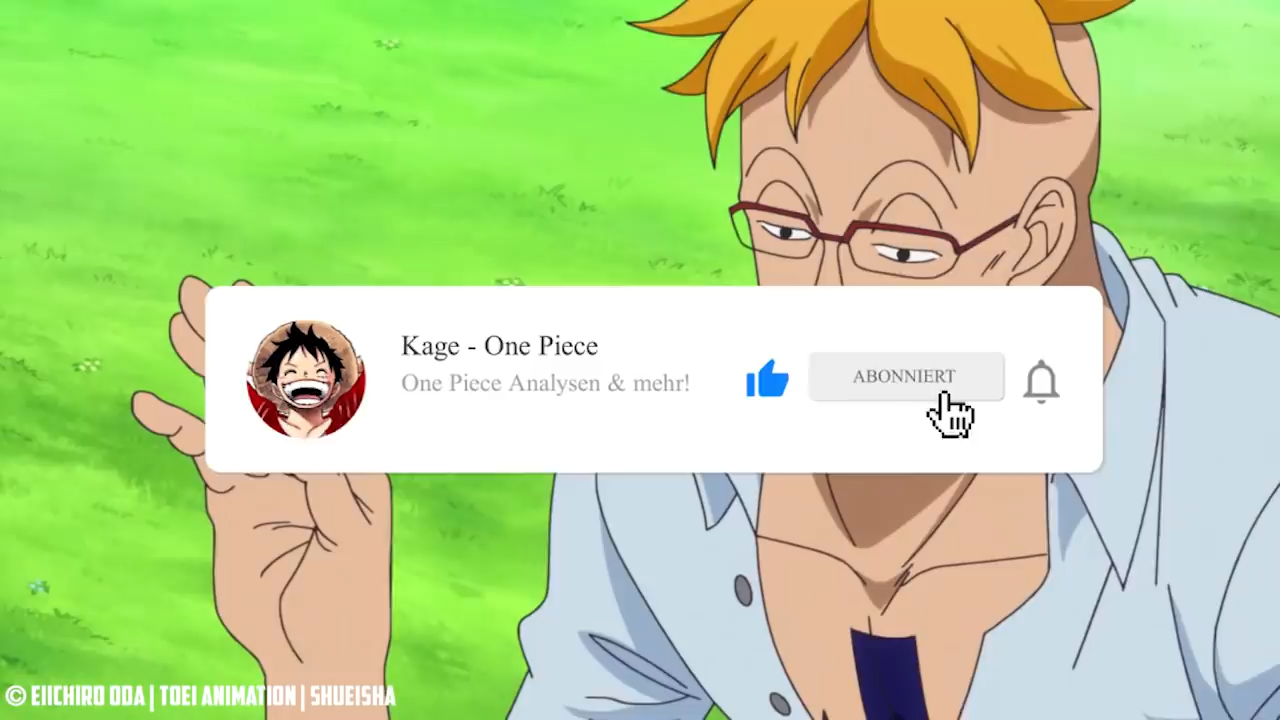 Kage - One Piece
One Piece Analysen & mehr!
ABONNIERT
© EIICHIRO ODA | TOEI ANIMATION | SHUEISHA